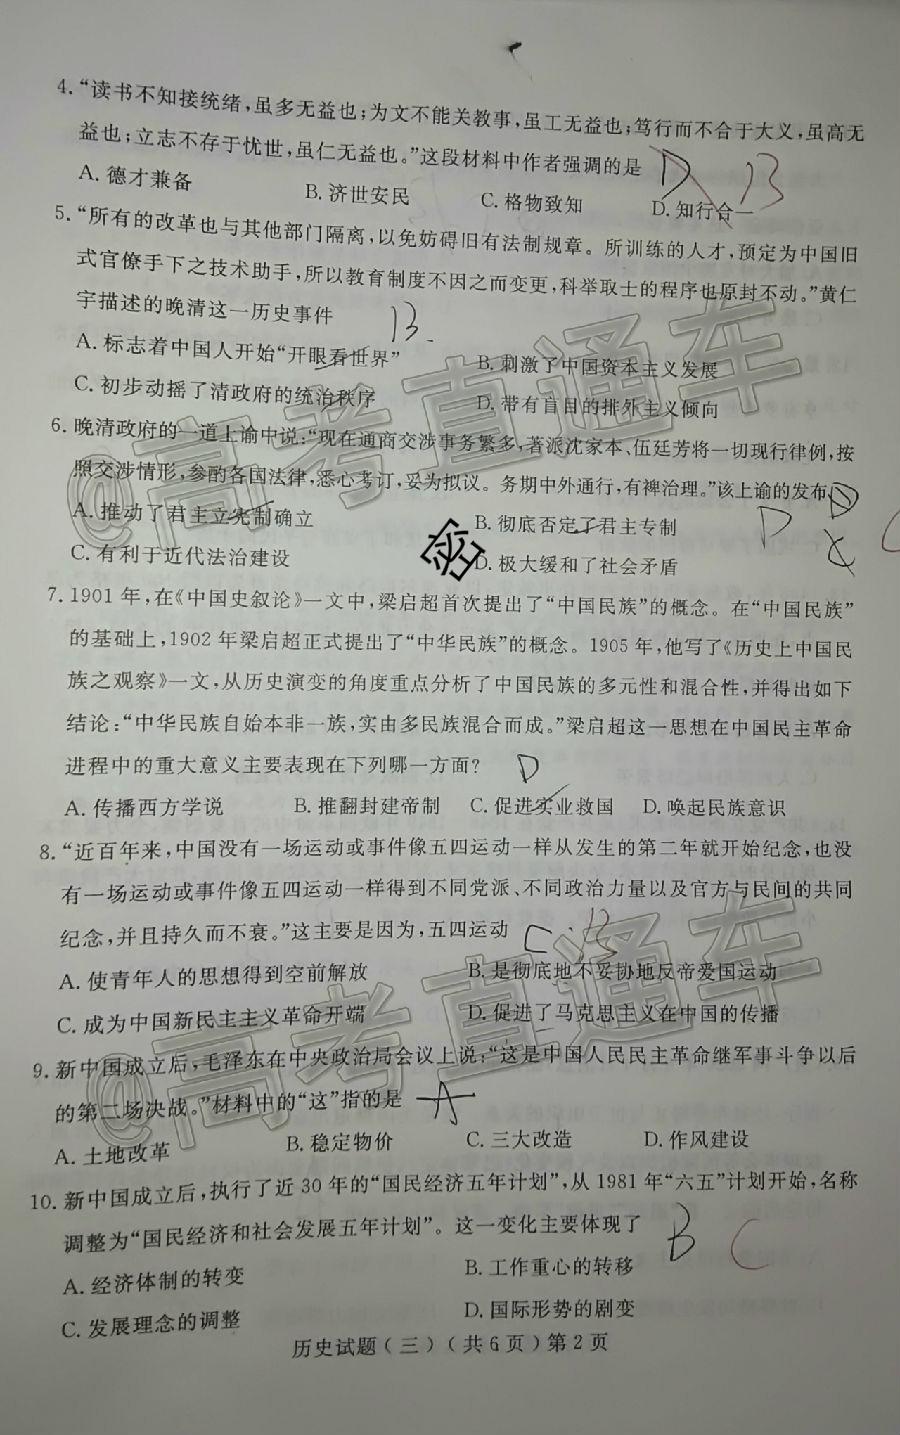 4.“读书不知接统绪,虽多无益也;为文不能关教事,虽工无益也;笃行而不合于大义,虽高无
益也;立志不存于忧世,虽仁无益也。”这段材料中作者强调的是 D B
A. 德才兼备 B. 济世安民 C. 格物致知 D. 知行合一
5.“所有的改革也与其他部门隔离,以免妨碍旧有法制规章。所训练的人才,预定为中国旧
式官僚手下之技术助手,所以教育制度不因之而变更,科举取士的程序也原封不动。”黄仁
宇描述的晚清这一历史事件 B
A. 标志着中国人开始“开眼看世界” B. 刺激了中国资本主义发展
C. 初步动摇了清政府的统治秩序 D. 带有盲目的排外主义倾向
6. 晚清政府的一道上谕中说:“现在通商交涉事务繁多,著派沈家本、伍廷芳将一切现行律例,按
照交涉情形,参酌各国法律,悉心考订,妥为拟议。务期中外通行,有裨治理。”该上谕的发布
A. 推动了君主立宪制确立 B. 彻底否定了君主专制 D
C. 有利于近代法治建设 密 D. 极大缓和了社会矛盾
7. 1901 年,在《中国史叙论》一文中,梁启超首次提出了“中国民族”的概念。在“中国民族”
的基础上,1902 年梁启超正式提出了“中华民族”的概念。1905 年,他写了《历史上中国民
族之观察》一文,从历史演变的角度重点分析了中国民族的多元性和混合性,并得出如下
结论:“中华民族自始本非一族,实由多民族混合而成。”梁启超这一思想在中国民主革命
进程中的重大意义主要表现在下列哪一方面? D
A. 传播西方学说 B. 推翻封建帝制 C. 促进实业救国 D. 唤起民族意识
8.“近百年来,中国没有一场运动或事件像五四运动一样从发生的第二年就开始纪念,也没
有一场运动或事件像五四运动一样得到不同党派、不同政治力量以及官方与民间的共同
纪念,并且持久而不衰。”这主要是因为,五四运动 C B
A. 使青年人的思想得到空前解放 B. 是彻底地不妥协地反帝爱国运动
C. 成为中国新民主主义革命开端 D. 促进了马克思主义在中国的传播
9. 新中国成立后,毛泽东在中央政治局会议上说:“这是中国人民民主革命继军事斗争以后
的第二场决战。”材料中的“这”指的是 A
A. 土地改革 B. 稳定物价 C. 三大改造 D. 作风建设
10. 新中国成立后,执行了近 30 年的“国民经济五年计划”,从 1981 年“六五”计划开始,名称
调整为“国民经济和社会发展五年计划”。这一变化主要体现了 B C
A. 经济体制的转变 B. 工作重心的转移
C. 发展理念的调整 D. 国际形势的剧变
历史试题(三)(共 6 页)第 2 页
@高考直通车
@高考直通车